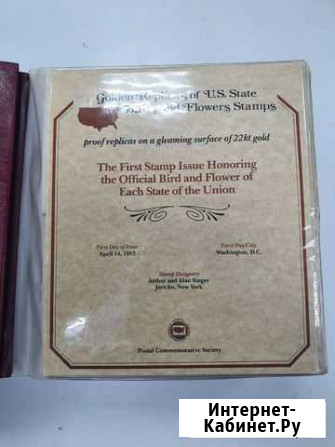 Golden Replicas of U.S. State
and Flowers Stamps
proof replicas on a gleaming surface of 22kt gold
The First Stamp Issue Honoring
the Official Bird and Flower of
Each State of the Union
First Day of Issue
April 14, 1982
First Day City
Washington, D.C.
Stamp Designers
Arthur and Alan Singer
Jericho, New York
Postal Commemorative Society
Интернет-
Кабинет.Ру